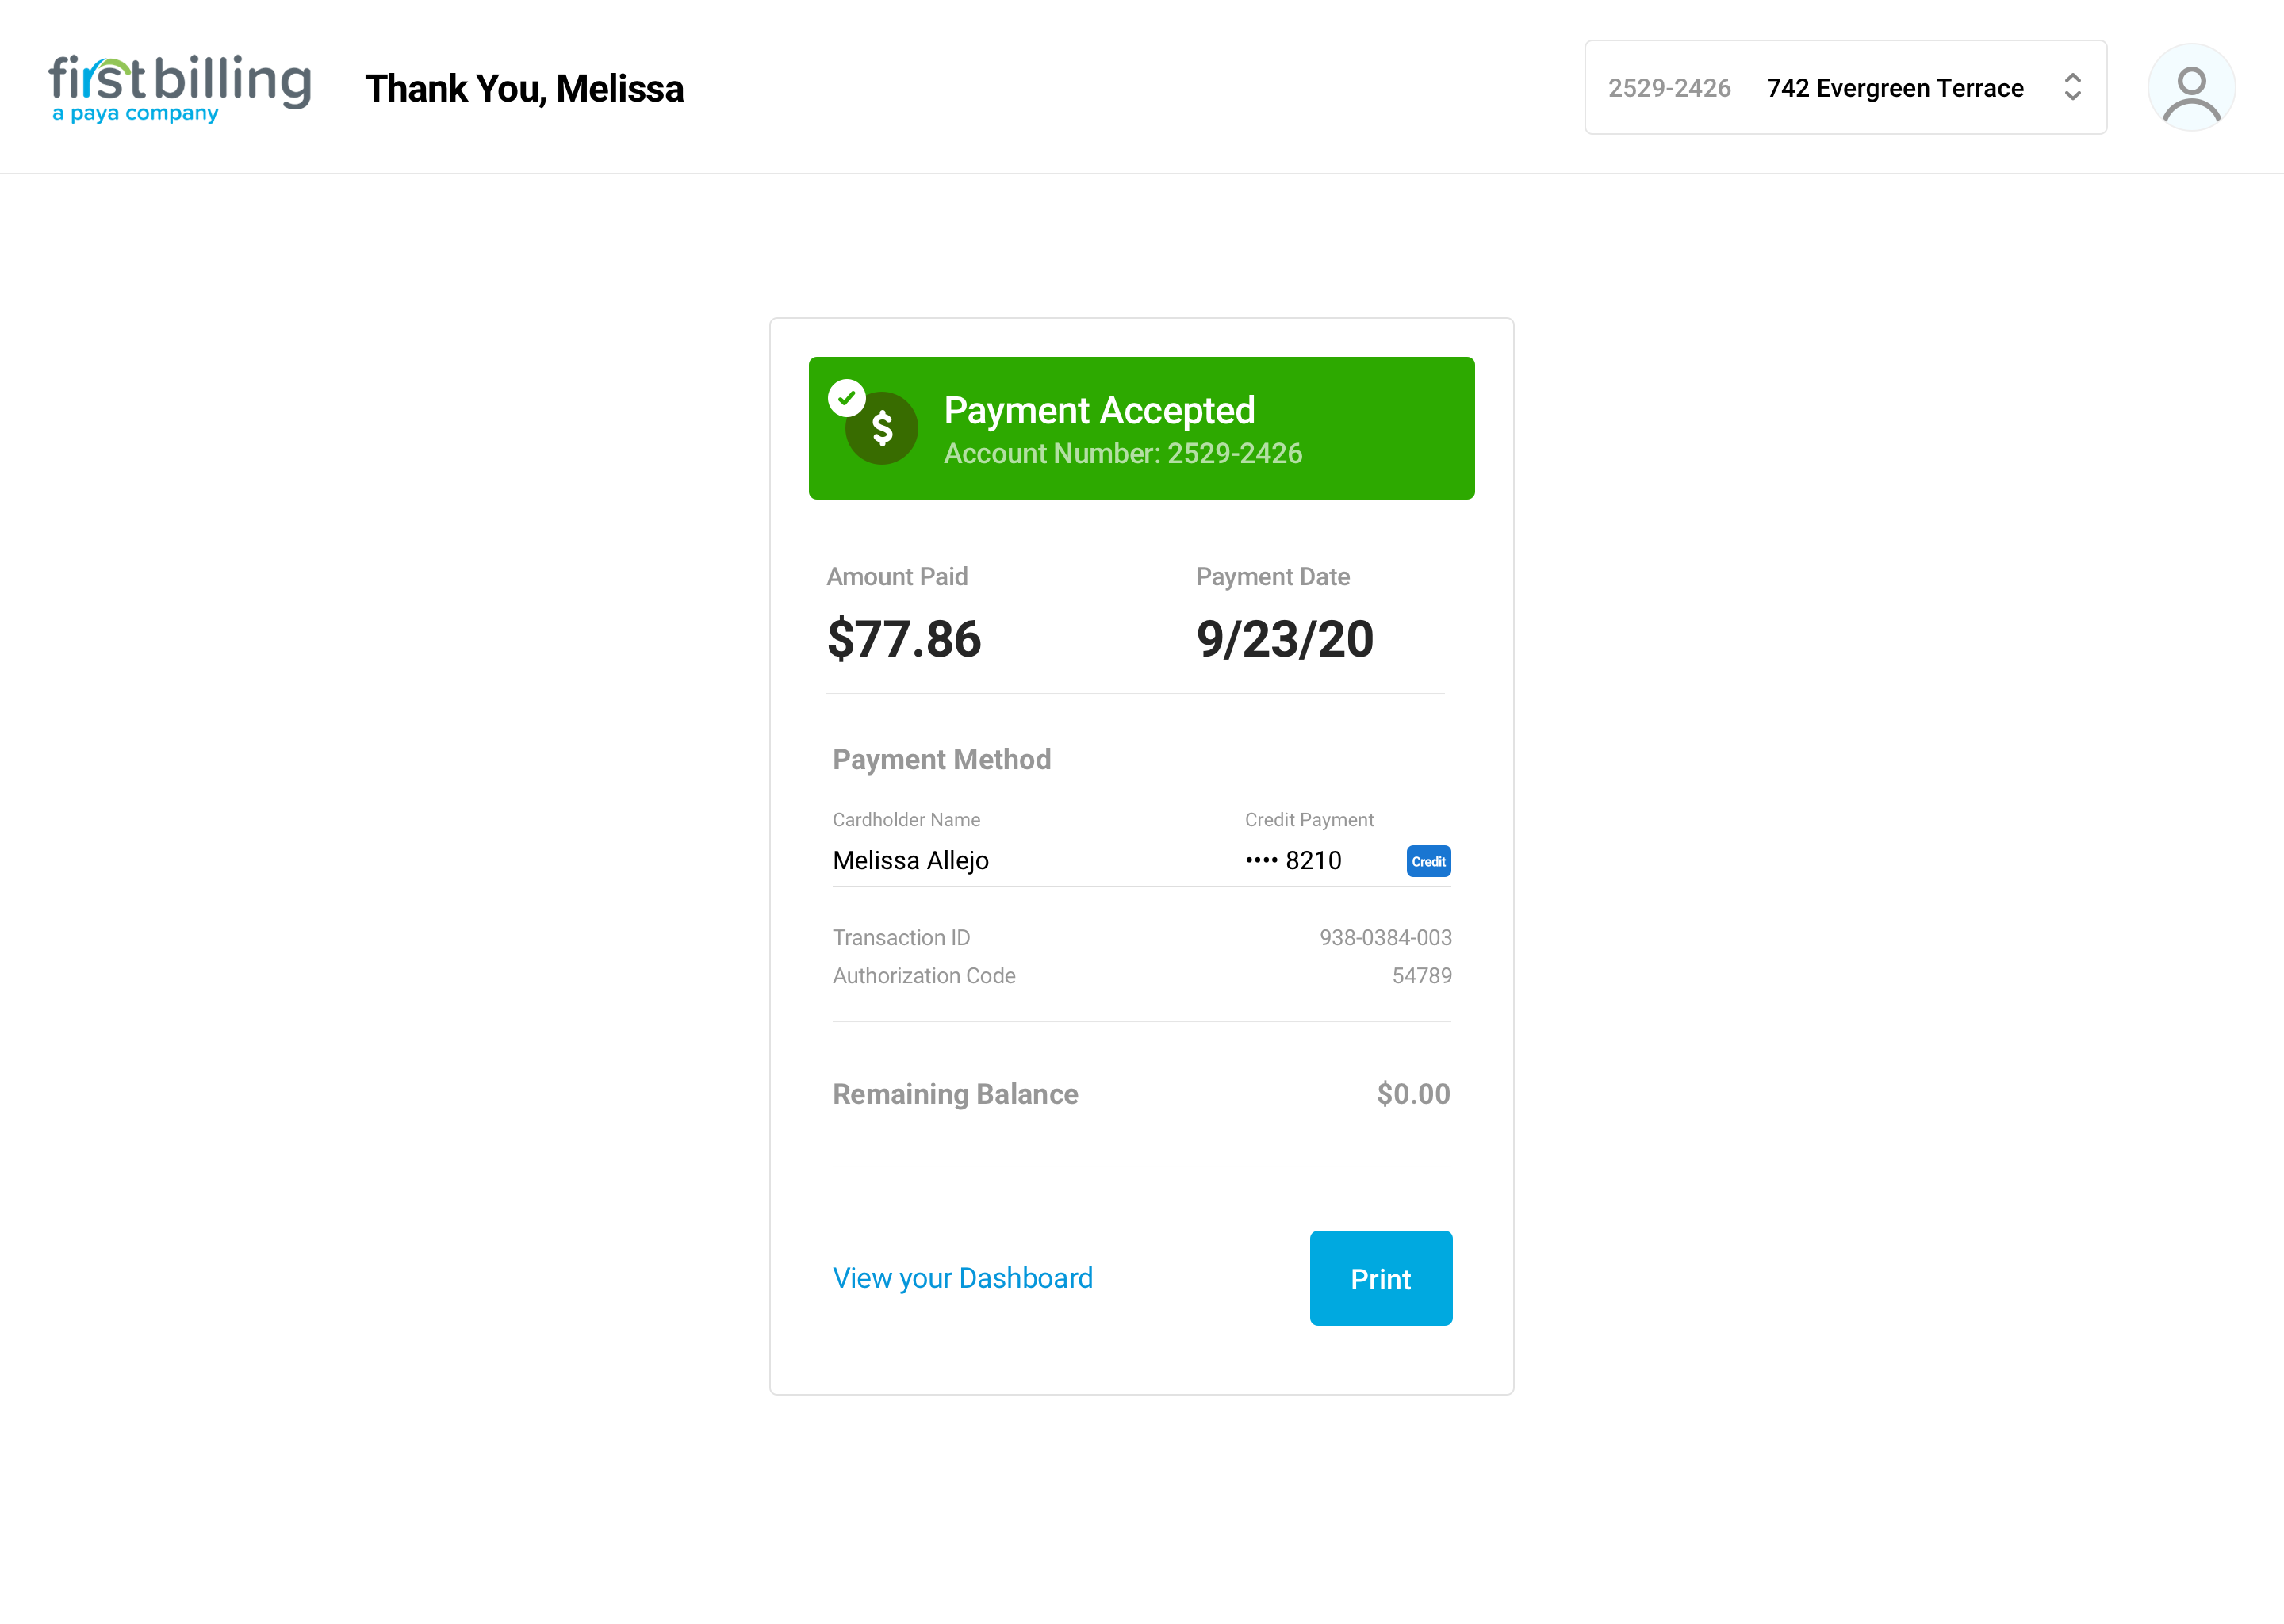 firstbilling
a paya company
Thank You, Melissa
2529-2426 742 Evergreen Terrace
Payment Accepted
Account Number: 2529-2426
Amount Paid Payment Date
$77.86 9/23/20
Payment Method
Cardholder Name Credit Payment
Melissa Allejo •••• 8210 Credit
Transaction ID 938-0384-003
Authorization Code 54789
Remaining Balance $0.00
View your Dashboard Print